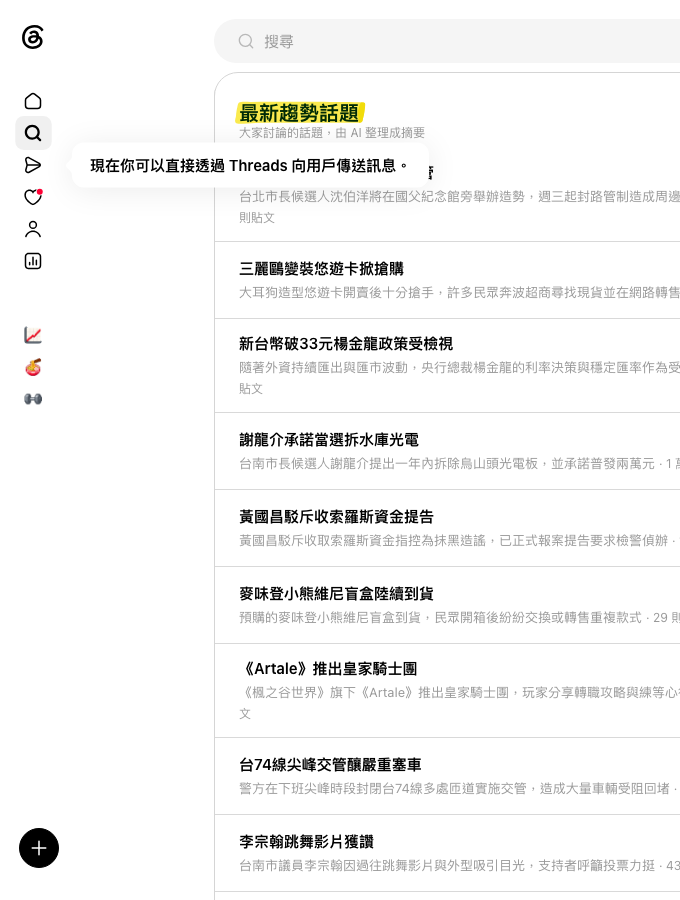 搜尋
最新趨勢話題
大家討論的話題，由 AI 整理成摘要
現在你可以直接透過 Threads 向用戶傳送訊息。
台北市長候選人沈伯洋將在國父紀念館旁舉辦造勢，週三起封路管制造成周邊
則貼文
三麗鷗變裝悠遊卡掀搶購
大耳狗造型悠遊卡開賣後十分搶手，許多民眾奔波超商尋找現貨並在網路轉售
新台幣破33元楊金龍政策受檢視
隨著外資持續匯出與匯市波動，央行總裁楊金龍的利率決策與穩定匯率作為受
貼文
謝龍介承諾當選拆水庫光電
台南市長候選人謝龍介提出一年內拆除烏山頭光電板，並承諾普發兩萬元 · 1 萬
黃國昌駁斥收索羅斯資金提告
黃國昌駁斥收取索羅斯資金指控為抹黑造謠，已正式報案提告要求檢警偵辦 ·
麥味登小熊維尼盲盒陸續到貨
預購的麥味登小熊維尼盲盒到貨，民眾開箱後紛紛交換或轉售重複款式 · 29 則
《Artale》推出皇家騎士團
《楓之谷世界》旗下《Artale》推出皇家騎士團，玩家分享轉職攻略與練等心得
文
台74線尖峰交管釀嚴重塞車
警方在下班尖峰時段封閉台74線多處匝道實施交管，造成大量車輛受阻回堵 ·
李宗翰跳舞影片獲讚
台南市議員李宗翰因過往跳舞影片與外型吸引目光，支持者呼籲投票力挺 · 43